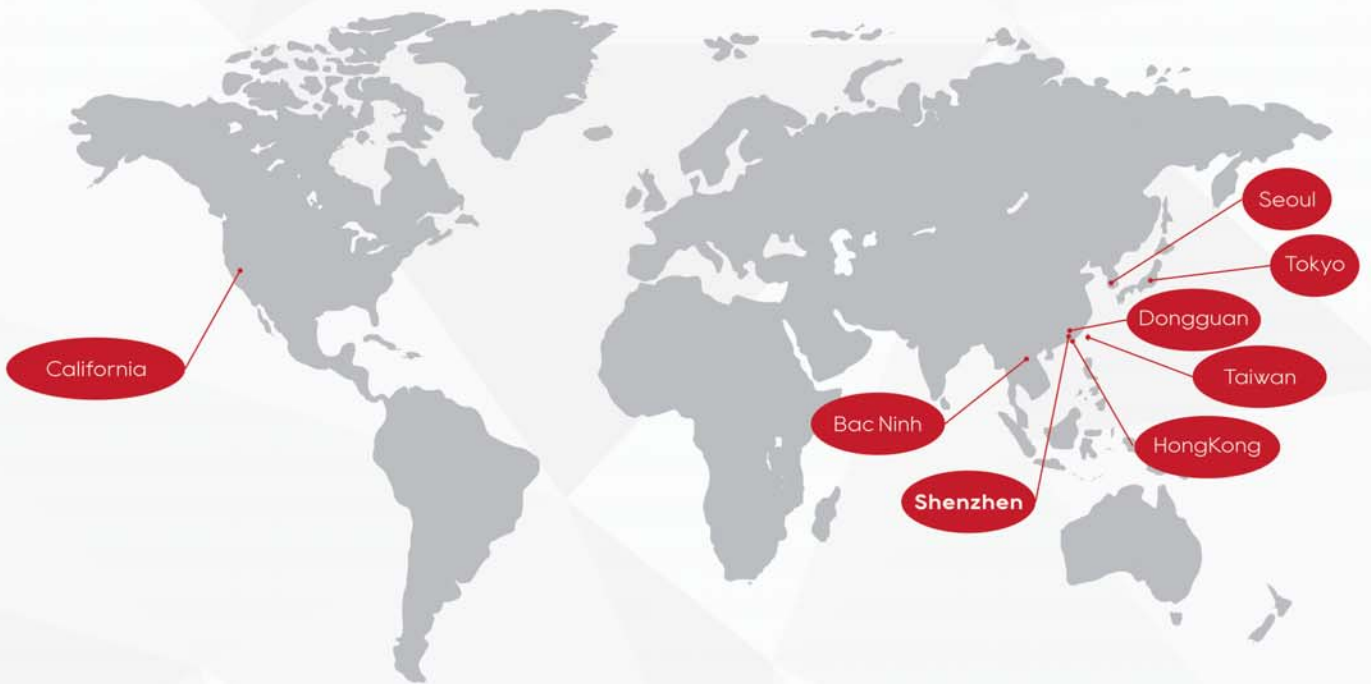 Seoul
Tokyo
Dongguan
California
Taiwan
Bac Ninh
HongKong
Shenzhen